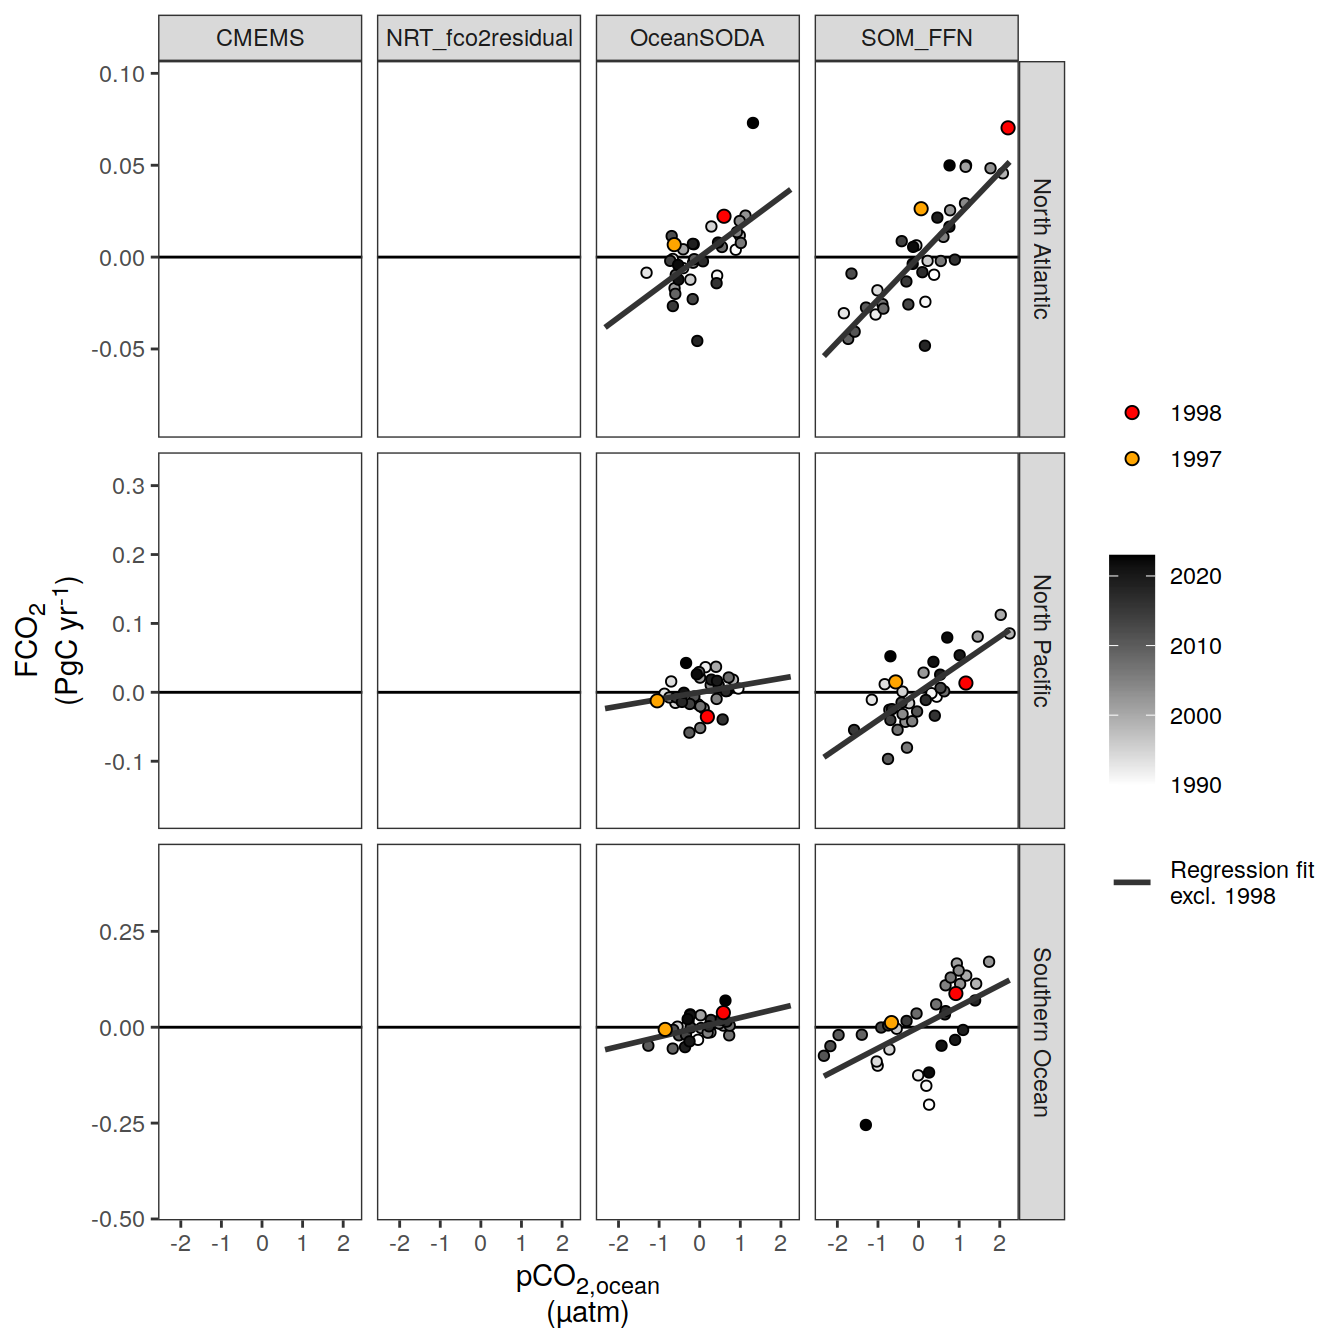 CMEMS NRT_fco2residual OceanSODA SOM_FFN
0.10
0.05
0.00
-0.05
North Atlantic
0.3
0.2
0.1
0.0
-0.1
North Pacific
0.25
0.00
-0.25
-0.50
Southern Ocean
-2 -1 0 1 2 -2 -1 0 1 2 -2 -1 0 1 2 -2 -1 0 1 2
pCO2,ocean
(µatm)
FCO2
(PgC yr-1)
1998
1997
2020
2010
2000
1990
Regression fit
excl. 1998